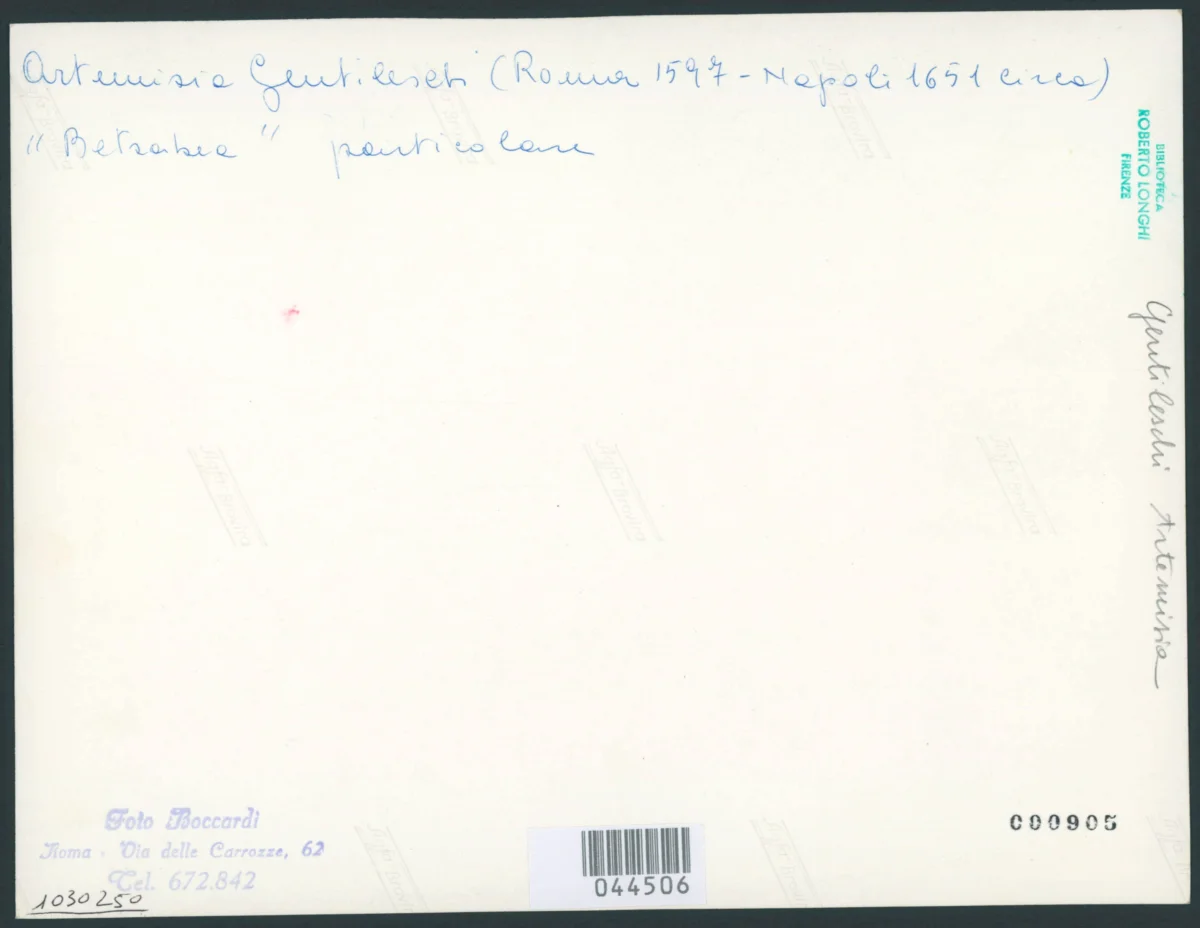 Artemisia Gentileschi (Roma 1597 - Napoli 1651 circa)
"Betsabea" particolare
BIBLIOTECA
ROBERTO LONGHI
FIRENZE
Gentileschi Artemisia
Foto Boccardi
Roma - Via delle Carrozze, 62
Tel. 672.842
1030250
044506
000905